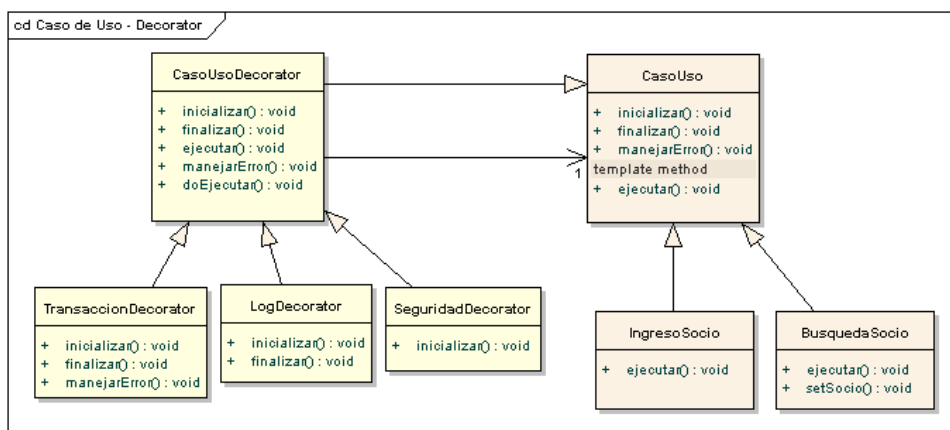 cd Caso de Uso - Decorator
CasoUsoDecorator
+ inicializar() : void
+ finalizar() : void
+ ejecutar() : void
+ manejarError() : void
+ doEjecutar() : void
CasoUso
+ inicializar() : void
+ finalizar() : void
+ manejarError() : void
template method
+ ejecutar() : void
1
TransaccionDecorator
+ inicializar() : void
+ finalizar() : void
+ manejarError() : void
LogDecorator
+ inicializar() : void
+ finalizar() : void
SeguridadDecorator
+ inicializar() : void
IngresoSocio
+ ejecutar() : void
BusquedaSocio
+ ejecutar() : void
+ setSocio() : void